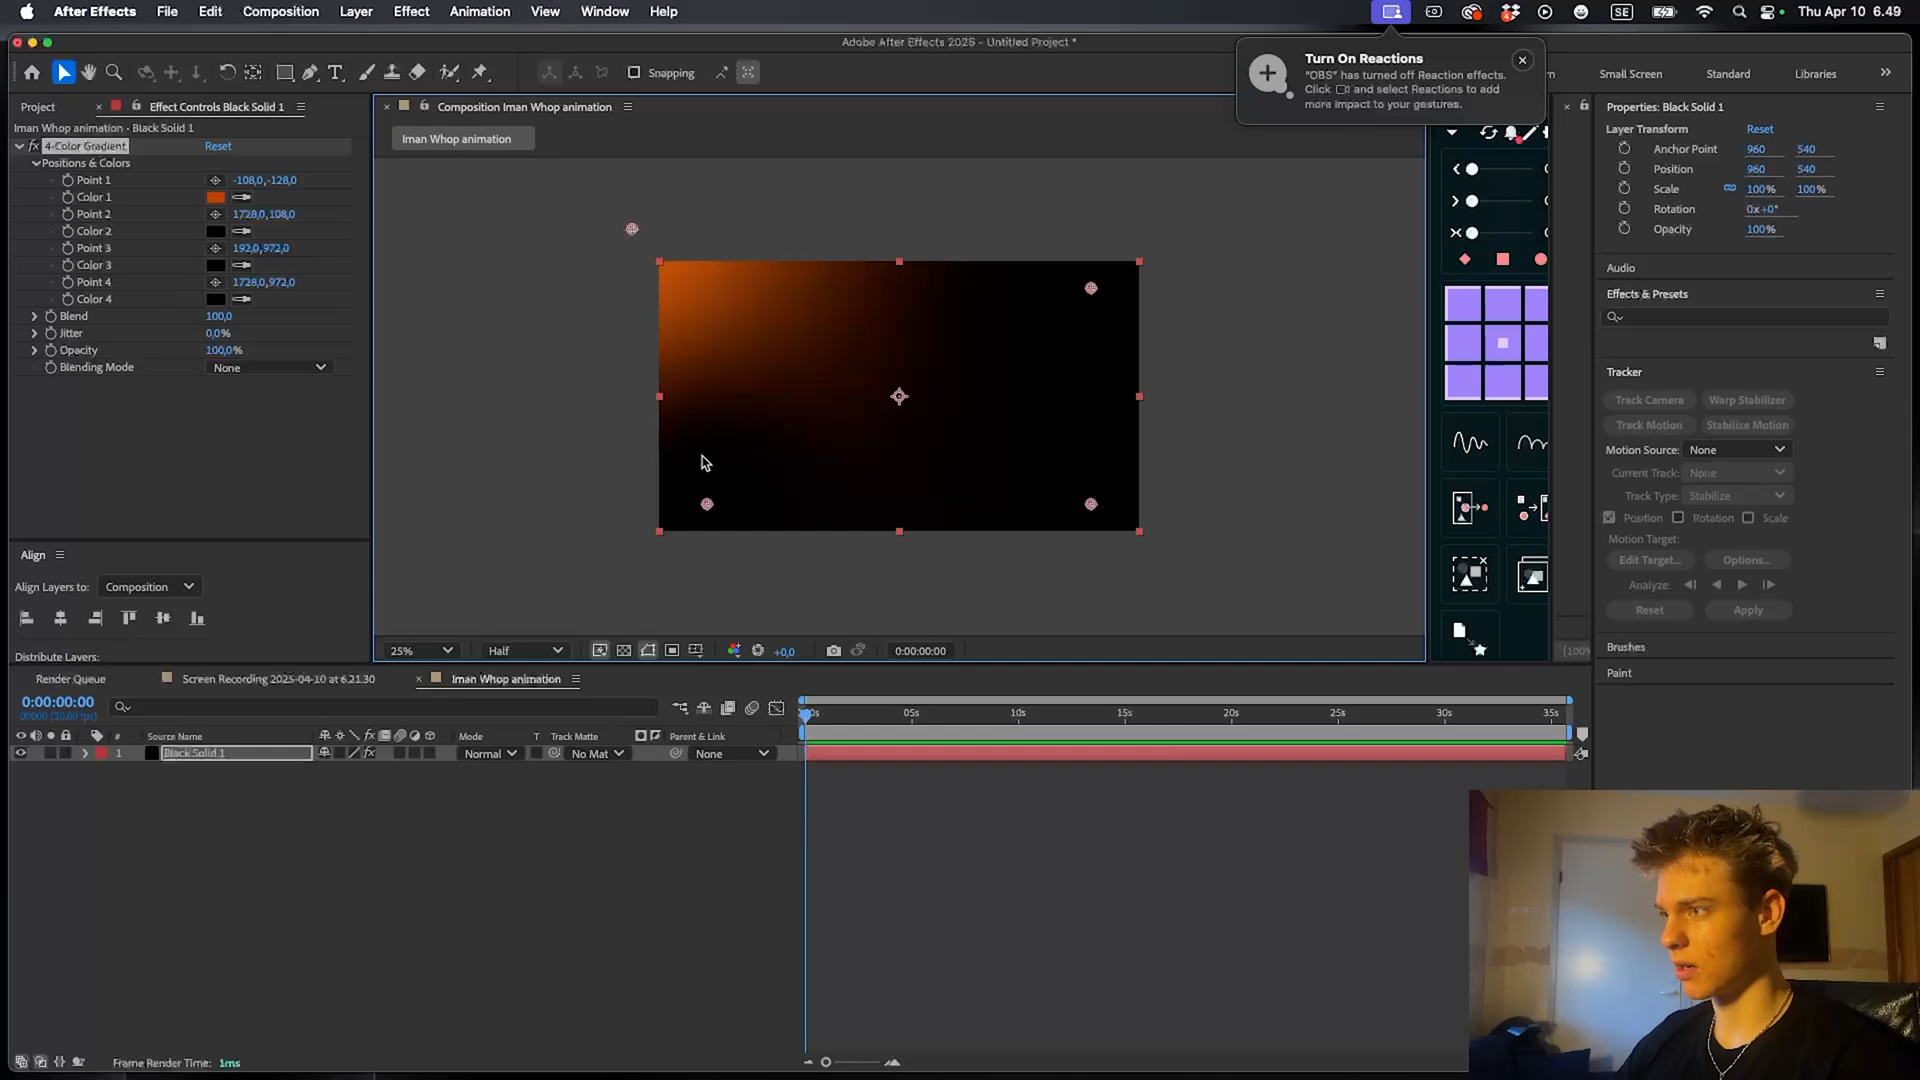 After Effects File Edit Composition Layer Effect Animation View Window Help
SE
Thu Apr 10 6.49
Adobe After Effects 2025 - Untitled Project *
Snapping
Small Screen Standard Libraries
Turn On Reactions
"OBS" has turned off Reaction effects.
Click and select Reactions to add
more impact to your gestures.
Project
Effect Controls Black Solid 1
Iman Whop animation • Black Solid 1
fx 4-Color Gradient Reset
Positions & Colors
Point 1 -108,0,-128,0
Color 1
Point 2 1728,0,108,0
Color 2
Point 3 192,0,972,0
Color 3
Point 4 1728,0,972,0
Color 4
Blend 100,0
Jitter 0,0%
Opacity 100,0%
Blending Mode None
Align
Align Layers to: Composition
Distribute Layers:
Composition Iman Whop animation
Iman Whop animation
25% Half +0,0 0:00:00:00
(100%
Properties: Black Solid 1
Layer Transform Reset
Anchor Point 960 540
Position 960 540
Scale 100% 100%
Rotation 0x+0°
Opacity 100%
Audio
Effects & Presets
Tracker
Track Camera Warp Stabilizer
Track Motion Stabilize Motion
Motion Source: None
Current Track: None
Track Type: Stabilize
Position Rotation Scale
Motion Target:
Edit Target... Options...
Analyze:
Reset Apply
Brushes
Paint
Render Queue Screen Recording 2025-04-10 at 6.21.30 Iman Whop animation
0:00:00:00
00000 (30.00 fps)
# Source Name fx Mode T Track Matte Parent & Link
1 Black Solid 1 fx Normal No Mat None
05s 10s 15s 20s 25s 30s 35s
Frame Render Time: 1ms